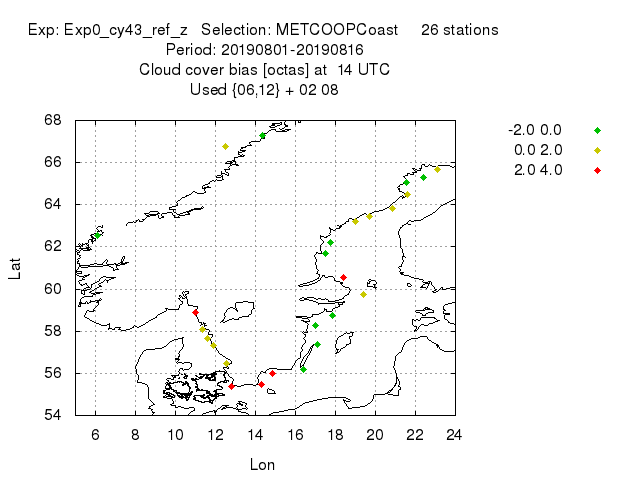 Exp: Exp0_cy43_ref_z Selection: METCOOPCoast 26 stations
Period: 20190801-20190816
Cloud cover bias [octas] at 14 UTC
Used {06,12} + 02 08
-2.0 0.0
0.0 2.0
2.0 4.0
68
66
64
62
60
58
56
54
Lat
6 8 10 12 14 16 18 20 22 24
Lon